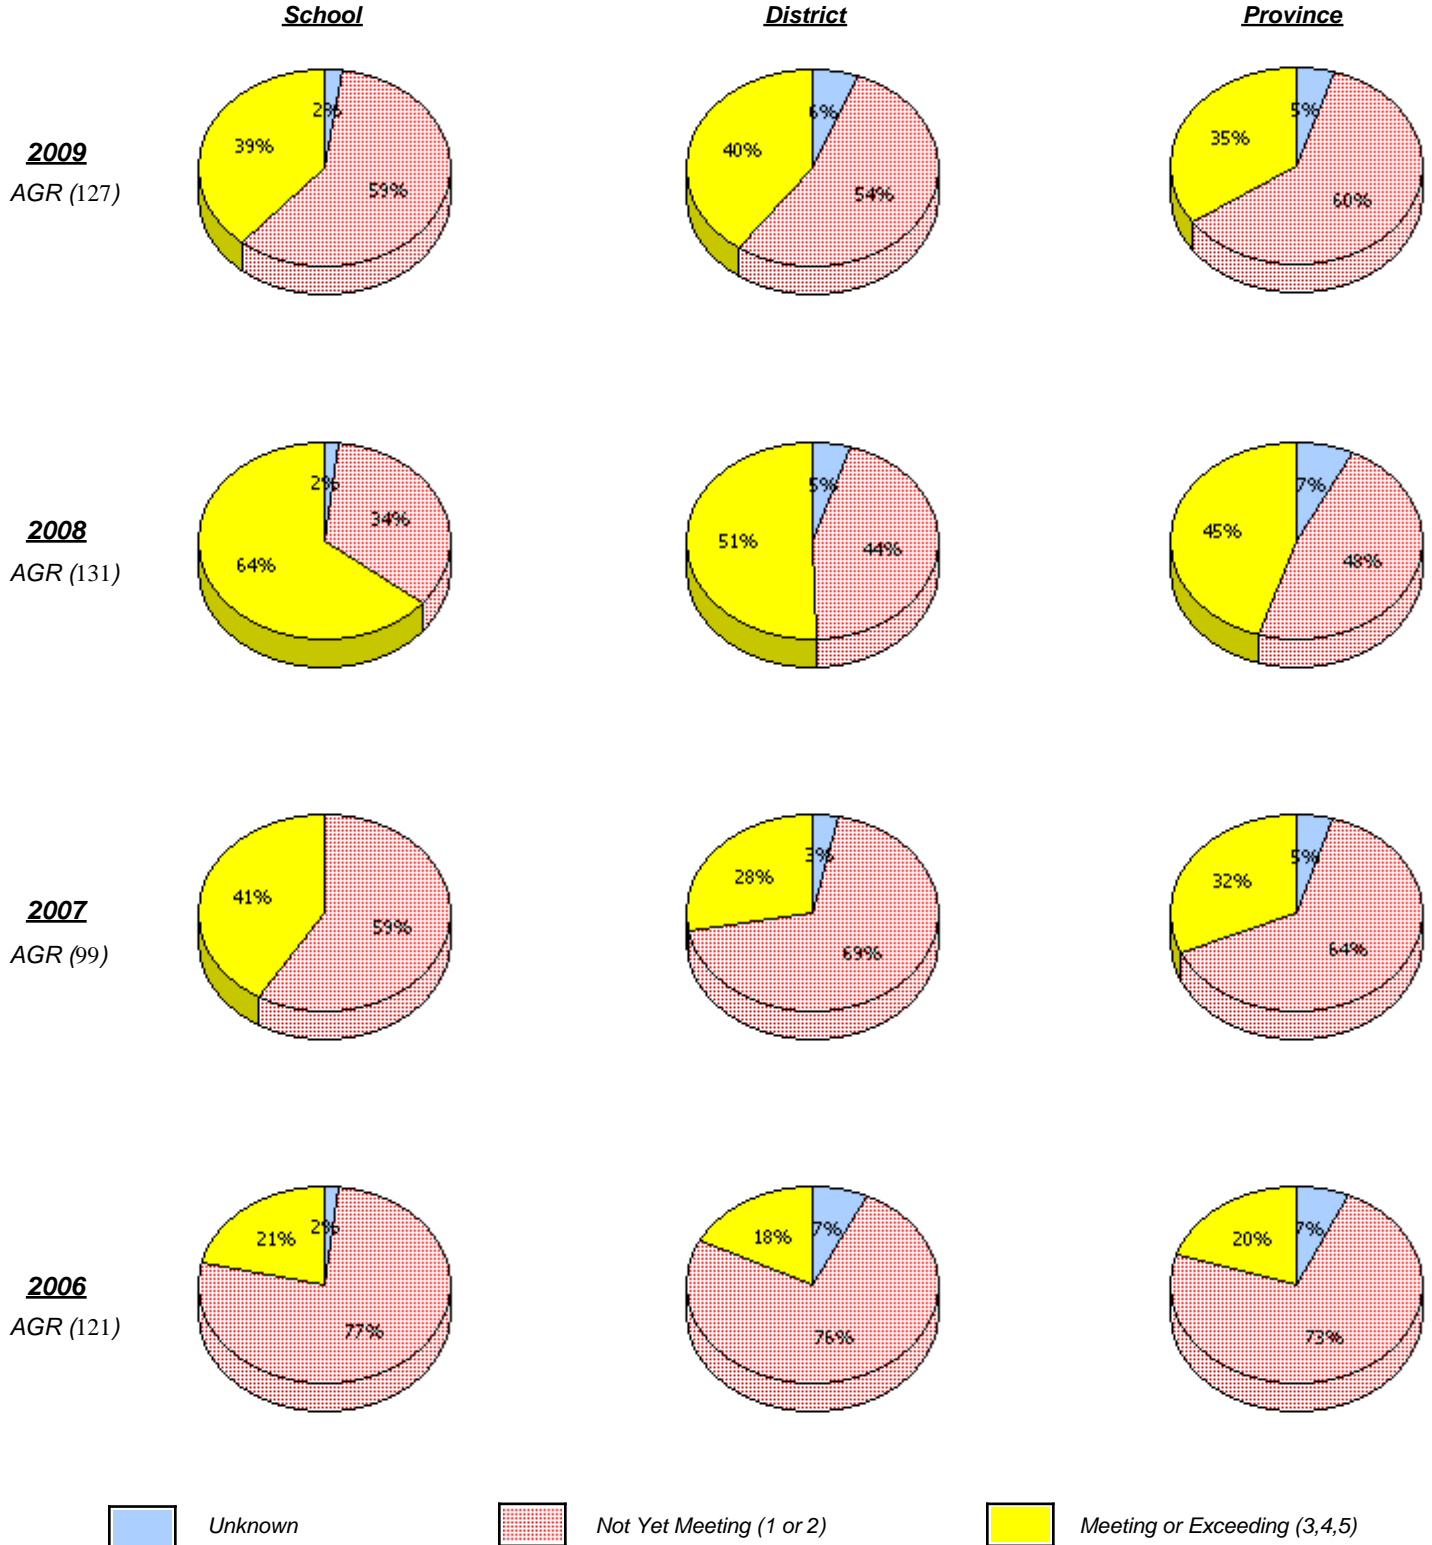 School District Province
2% 6% 5%
39% 40% 35%
2009
AGR (127)
59% 54% 60%
2% 5% 7%
34%
2008
51% 45%
64% 44% 48%
AGR (131)
3% 5%
28% 32%
41%
2007
59%
AGR (99)
69% 64%
2% 7% 7%
21% 18% 20%
2006
AGR (121)
77% 76% 73%
Unknown Not Yet Meeting (1 or 2) Meeting or Exceeding (3,4,5)